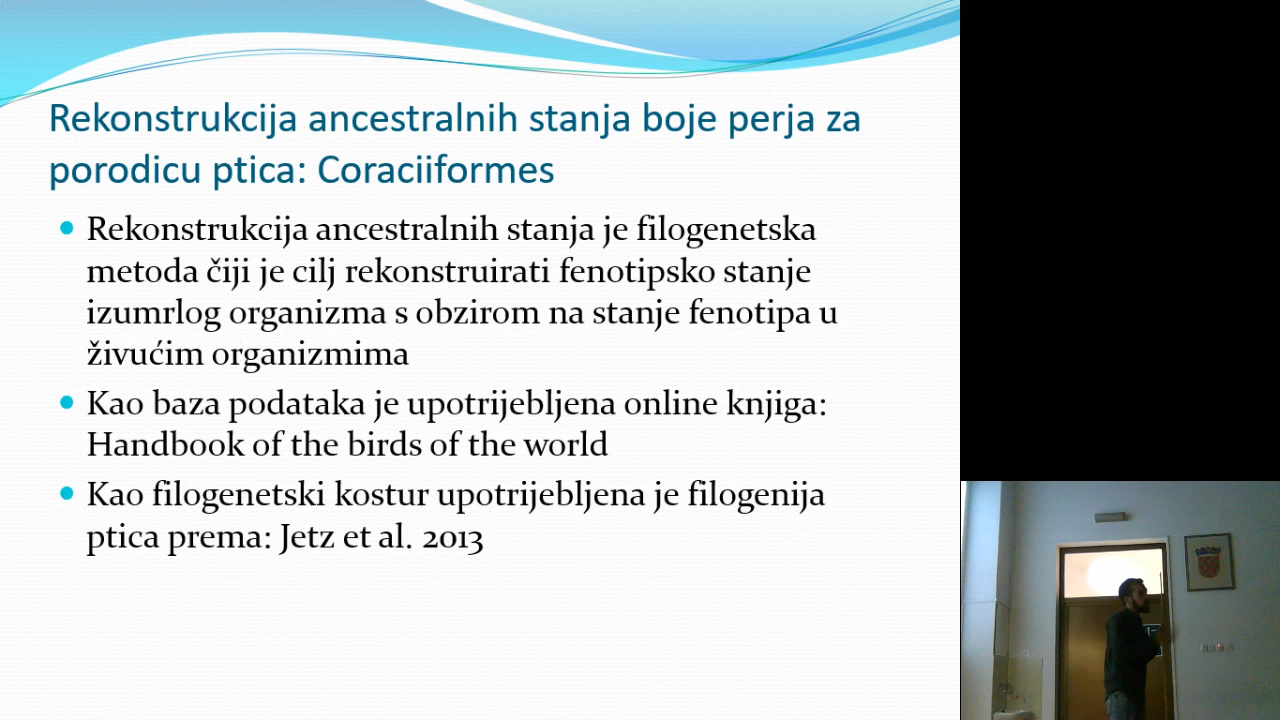 Rekonstrukcija ancestralnih stanja boje perja za
porodicu ptica: Coraciiformes
Rekonstrukcija ancestralnih stanja je filogenetska
metoda čiji je cilj rekonstruirati fenotipsko stanje
izumrlog organizma s obzirom na stanje fenotipa u
živućim organizmima
Kao baza podataka je upotrijebljena online knjiga:
Handbook of the birds of the world
Kao filogenetski kostur upotrijebljena je filogenija
ptica prema: Jetz et al. 2013